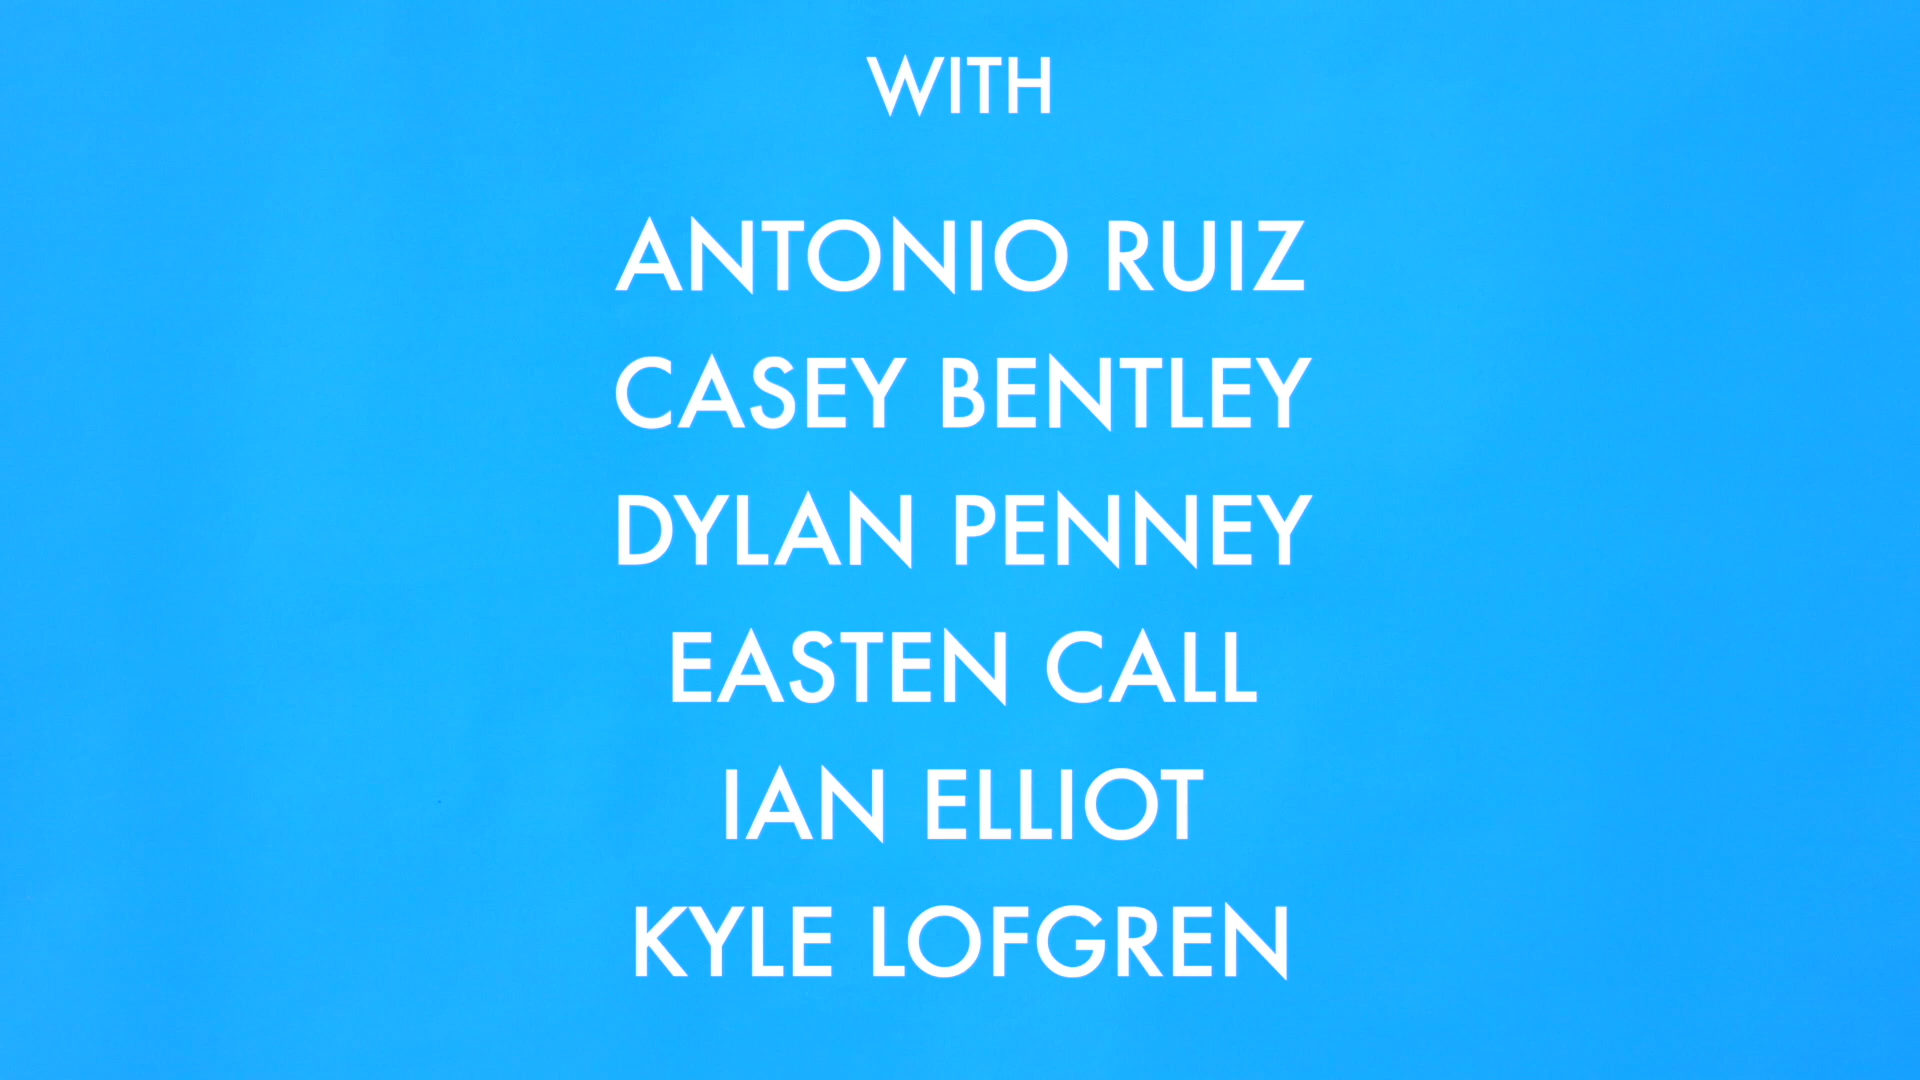 WITH
ANTONIO RUIZ
CASEY BENTLEY
DYLAN PENNEY
EASTEN CALL
IAN ELLIOT
KYLE LOFGREN